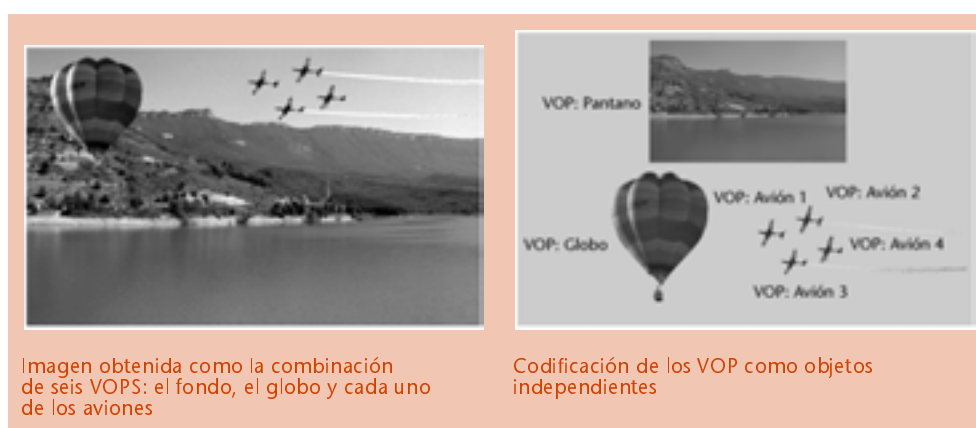 VOP: Pantano
VOP: Avión 1
VOP: Avión 2
VOP: Globo
VOP: Avión 4
VOP: Avión 3
Imagen obtenida como la combinación
de seis VOPS: el fondo, el globo y cada uno
de los aviones
Codificación de los VOP como objetos
independientes